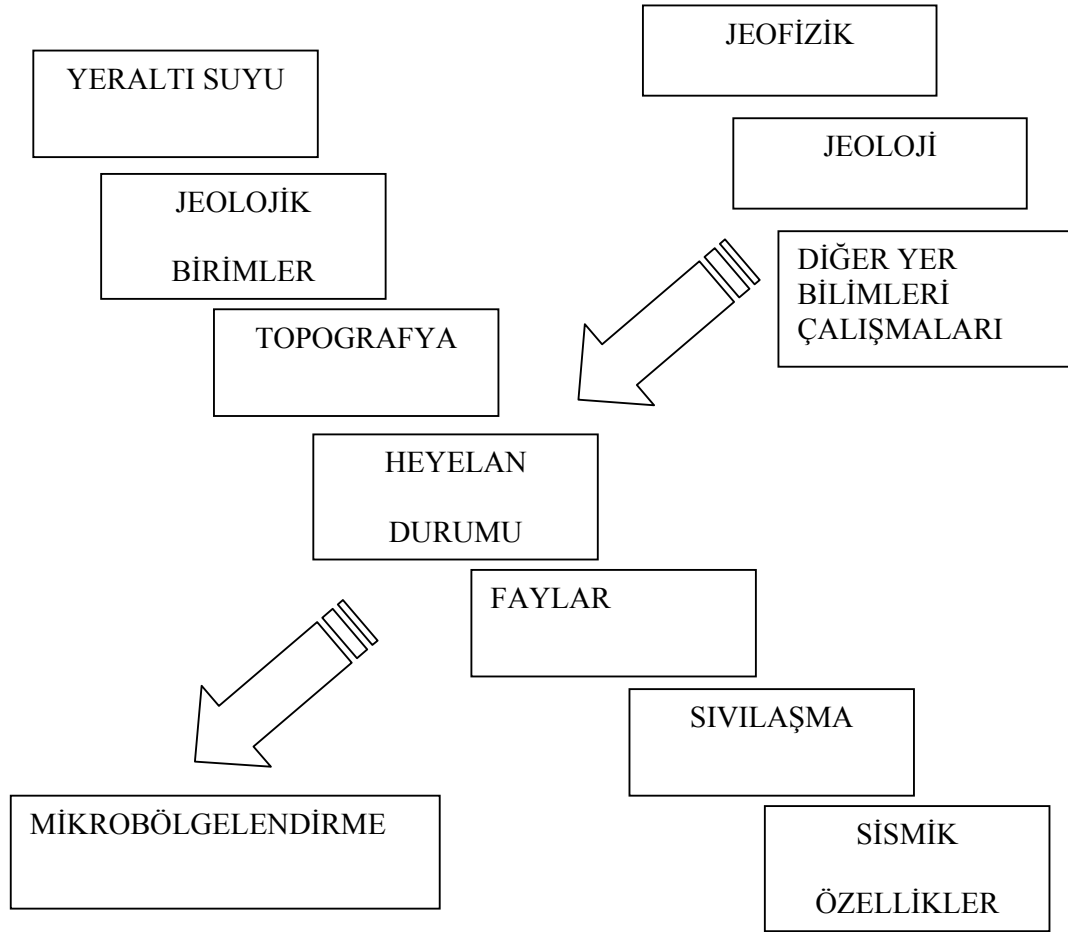 JEOFİZİK
YERALTI SUYU
JEOLOJİ
JEOLOJİK
BİRİMLER
DİĞER YER
BİLİMLERİ
ÇALIŞMALARI
TOPOGRAFYA
HEYELAN
DURUMU
FAYLAR
SIVILAŞMA
MİKROBÖLGELENDİRME
SİSMİK
ÖZELLİKLER